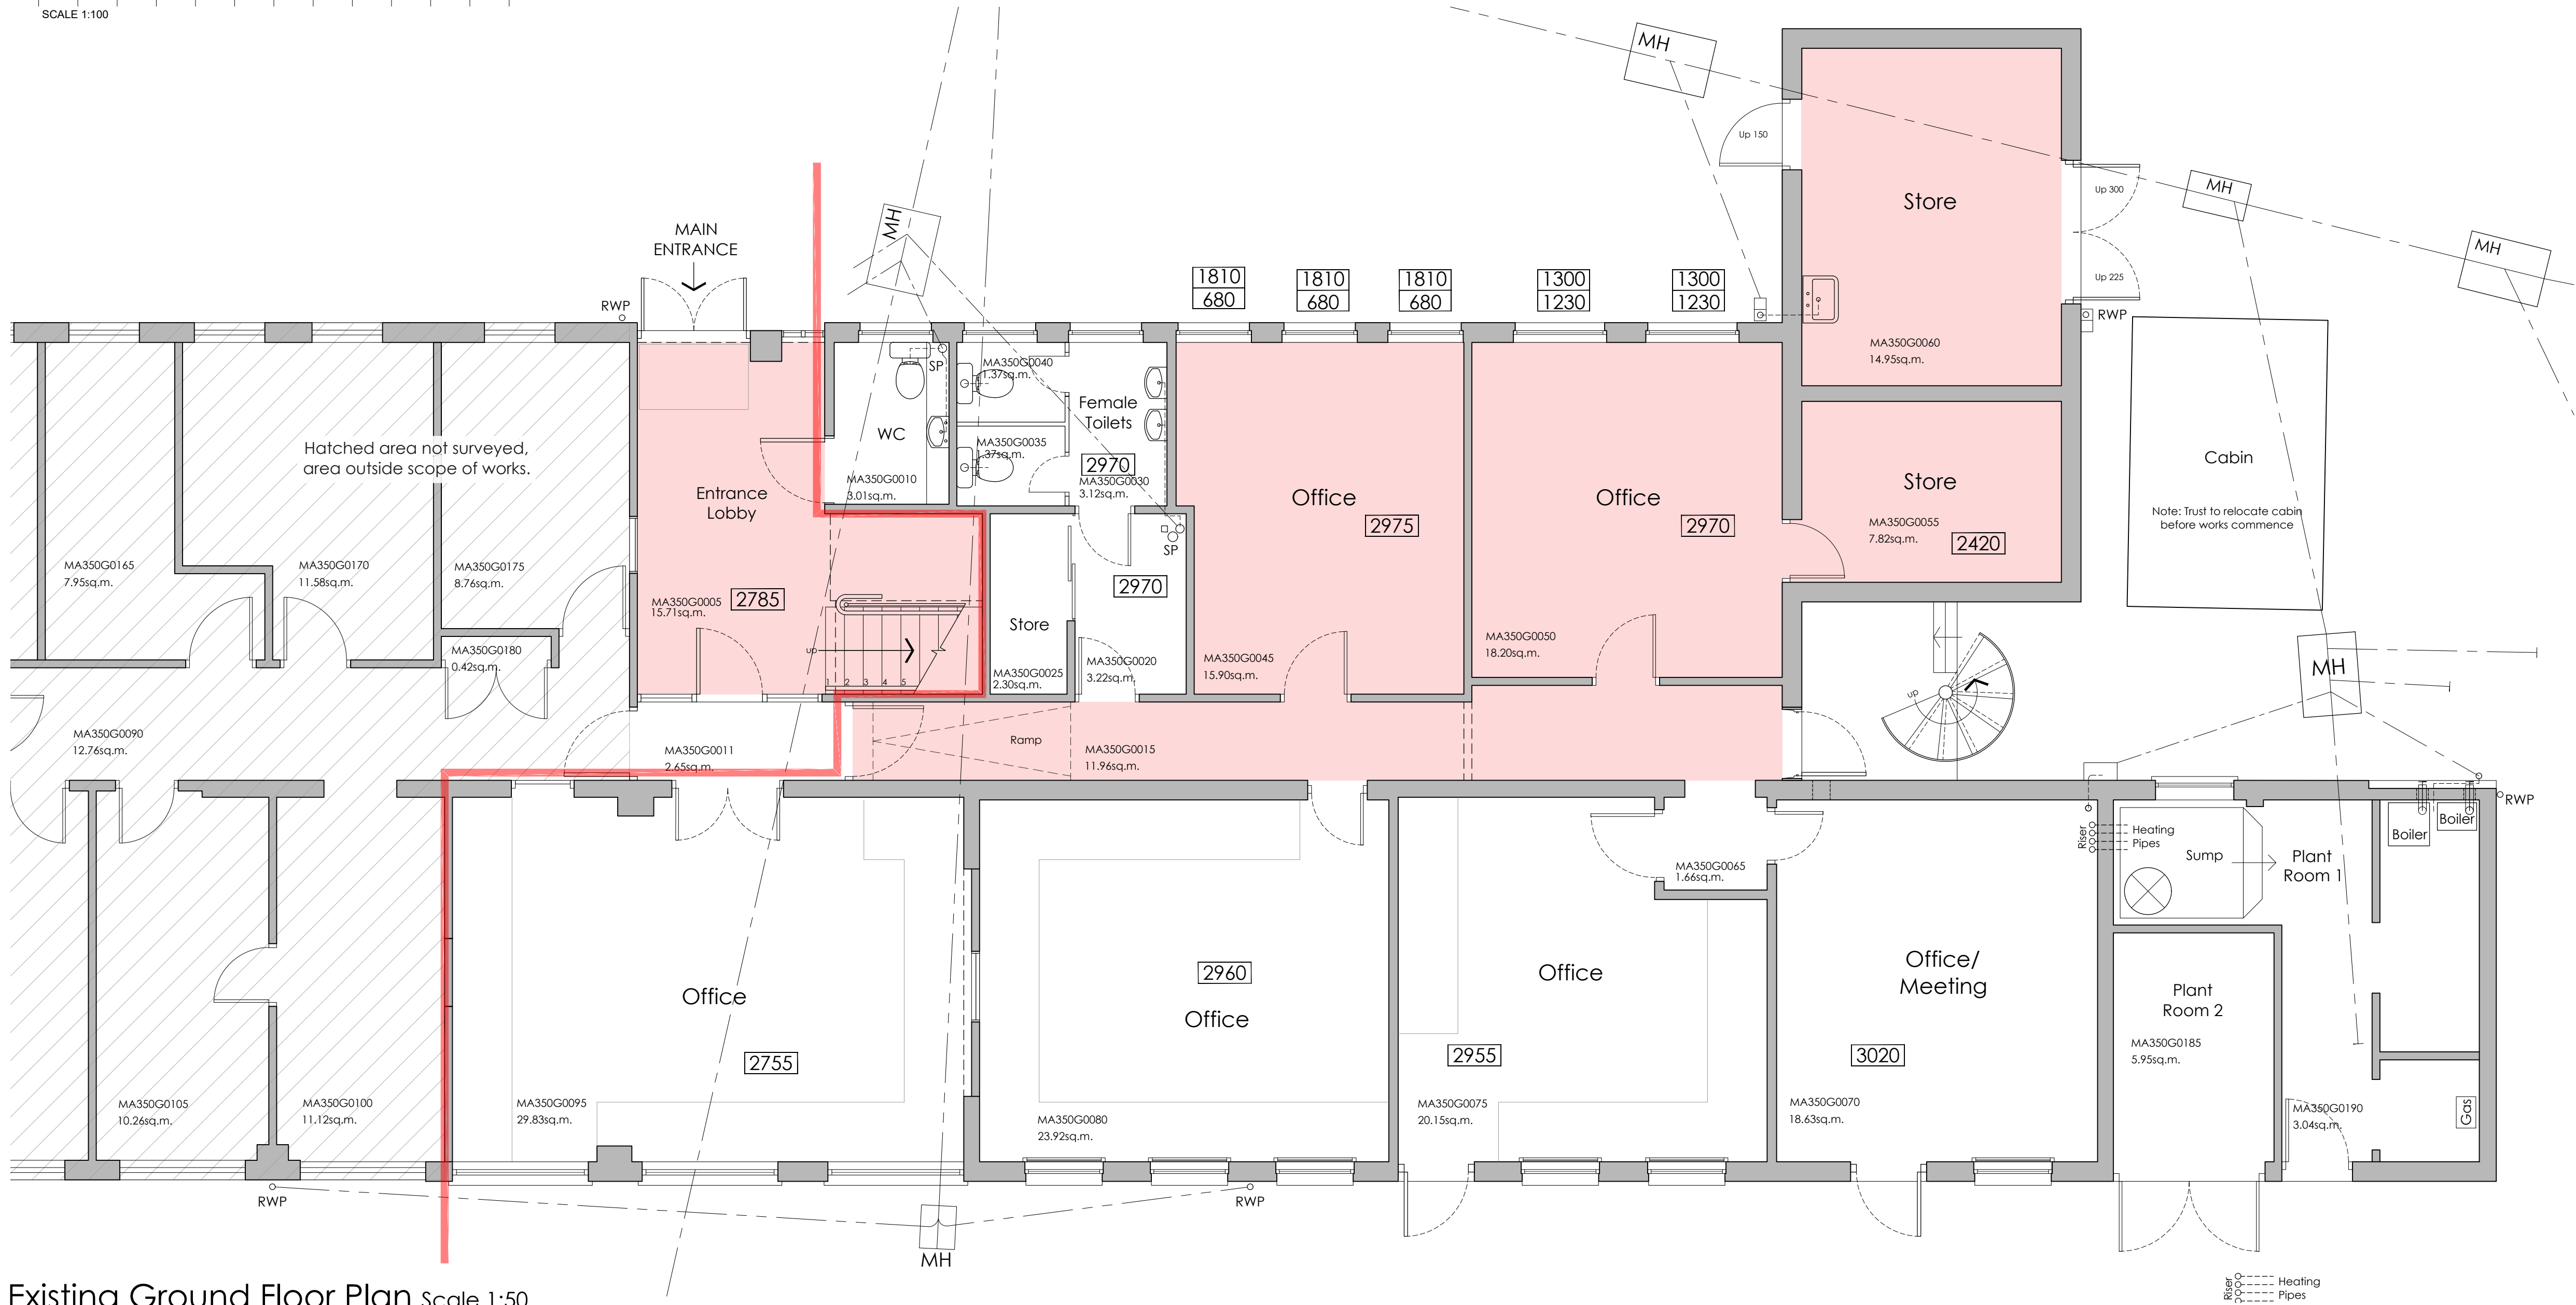 SCALE 1:100
MH
MH
MH
MH
Up 150
Up 300
Up 225
Store
MA350G0060
14.95sq.m.
RWP
MAIN
ENTRANCE
RWP
1810
680
1810
680
1810
680
1300
1230
1300
1230
Hatched area not surveyed,
area outside scope of works.
MA350G0165
7.95sq.m.
MA350G0170
11.58sq.m.
MA350G0175
8.76sq.m.
MA350G0180
0.42sq.m.
MA350G0090
12.76sq.m.
Entrance
Lobby
MA350G0005
15.71sq.m.
2785
up
1 2 3 4 5
WC
SP
MA350G0010
3.01sq.m.
MA350G0040
1.37sq.m.
MA350G0035
1.37sq.m.
Female
Toilets
2970
MA350G0030
3.12sq.m.
SP
2970
Store
MA350G0025
2.30sq.m.
MA350G0020
3.22sq.m.
Office
2975
MA350G0045
15.90sq.m.
Office
2970
MA350G0050
18.20sq.m.
Store
MA350G0055
7.82sq.m.
2420
Cabin
Note: Trust to relocate cabin
before works commence
MH
up
MA350G0011
2.65sq.m.
Ramp
MA350G0015
11.96sq.m.
MA350G0105
10.26sq.m.
MA350G0100
11.12sq.m.
Office
2755
MA350G0095
29.83sq.m.
2960
Office
MA350G0080
23.92sq.m.
Office
2955
MA350G0075
20.15sq.m.
MA350G0065
1.66sq.m.
Office/
Meeting
3020
MA350G0070
18.63sq.m.
Riser
Heating
Pipes
Sump
Plant
Room 1
Boiler
Boiler
RWP
Plant
Room 2
MA350G0185
5.95sq.m.
MA350G0190
3.04sq.m.
Gas
RWP
MH
RWP
Existing Ground Floor Plan Scale 1:50
Riser
Heating
Pipes